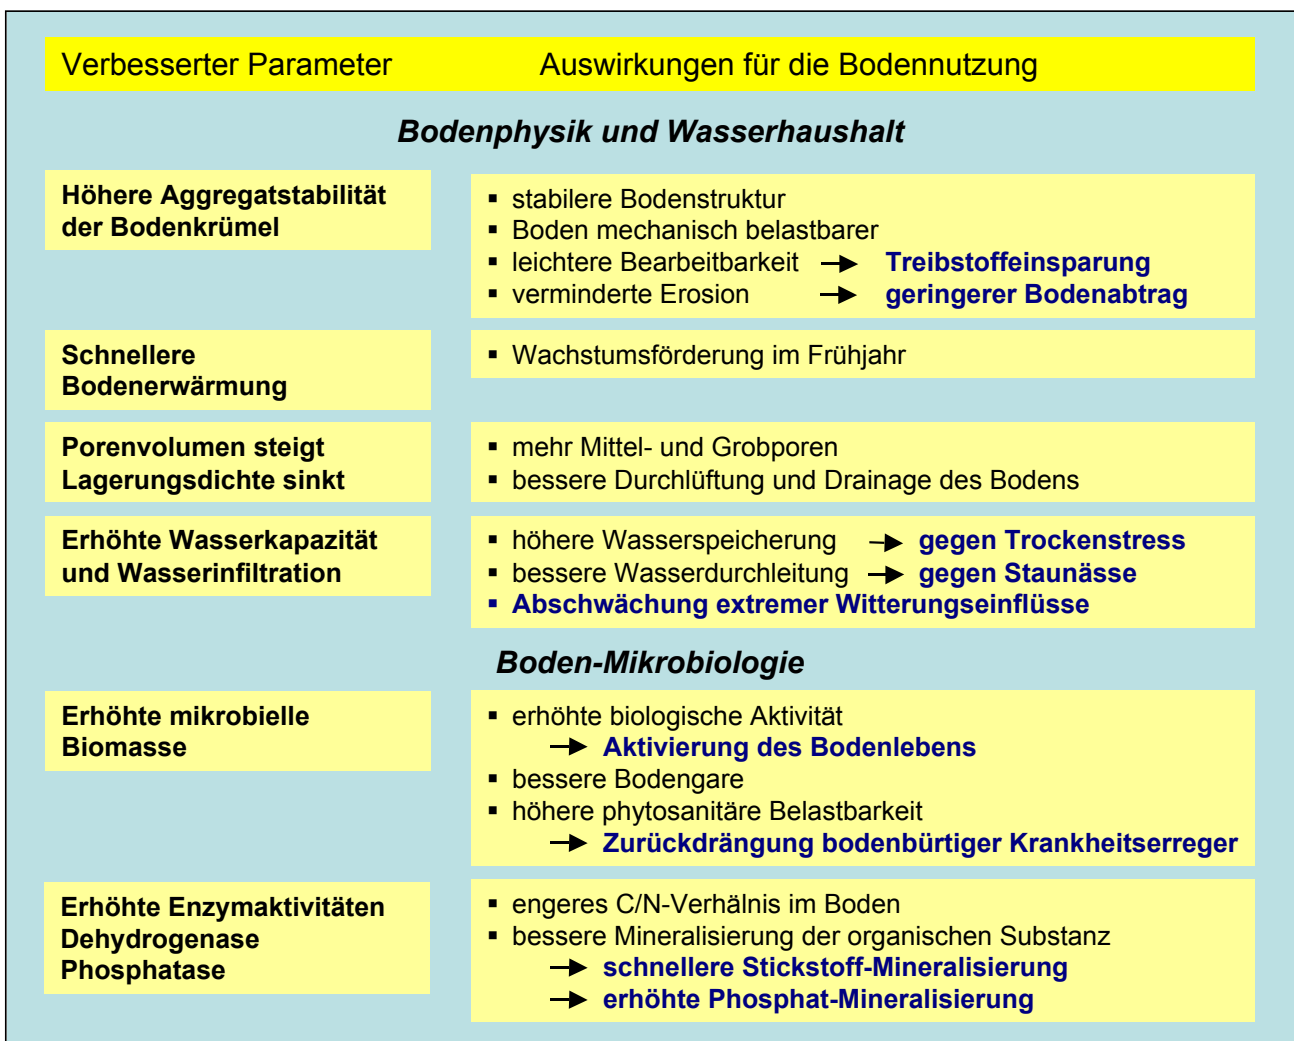 Verbesserter Parameter Auswirkungen für die Bodennutzung
Bodenphysik und Wasserhaushalt
Höhere Aggregatstabilität
der Bodenkrümel
▪ stabilere Bodenstruktur
▪ Boden mechanisch belastbarer
▪ leichtere Bearbeitbarkeit → Treibstoffeinsparung
▪ verminderte Erosion → geringerer Bodenabtrag
Schnellere
Bodenerwärmung
▪ Wachstumsförderung im Frühjahr
Porenvolumen steigt
Lagerungsdichte sinkt
▪ mehr Mittel- und Grobporen
▪ bessere Durchlüftung und Drainage des Bodens
Erhöhte Wasserkapazität
und Wasserinfiltration
▪ höhere Wasserspeicherung → gegen Trockenstress
▪ bessere Wasserdurchleitung → gegen Staunässe
▪ Abschwächung extremer Witterungseinflüsse
Boden-Mikrobiologie
Erhöhte mikrobielle
Biomasse
▪ erhöhte biologische Aktivität
→ Aktivierung des Bodenlebens
▪ bessere Bodengare
▪ höhere phytosanitäre Belastbarkeit
→ Zurückdrängung bodenbürtiger Krankheitserreger
Erhöhte Enzymaktivitäten
Dehydrogenase
Phosphatase
▪ engeres C/N-Verhälnis im Boden
▪ bessere Mineralisierung der organischen Substanz
→ schnellere Stickstoff-Mineralisierung
→ erhöhte Phosphat-Mineralisierung